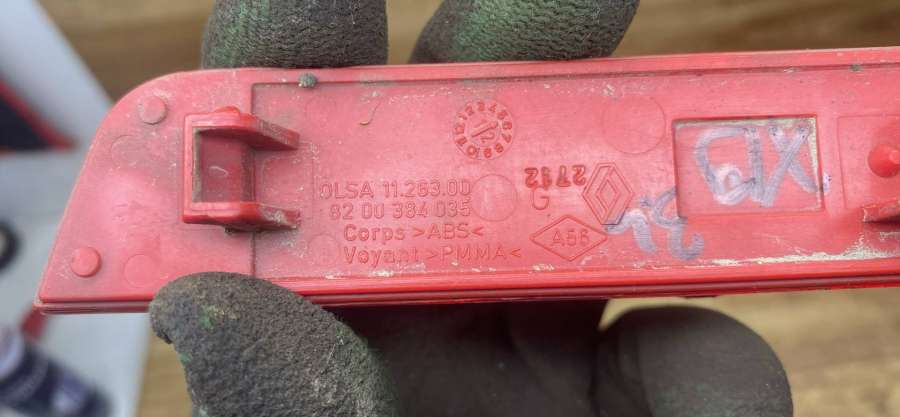 OLSA 11.263.00
82 00 384 035
Corps >ABS<
Voyant >PMMA<
2712
G
A56